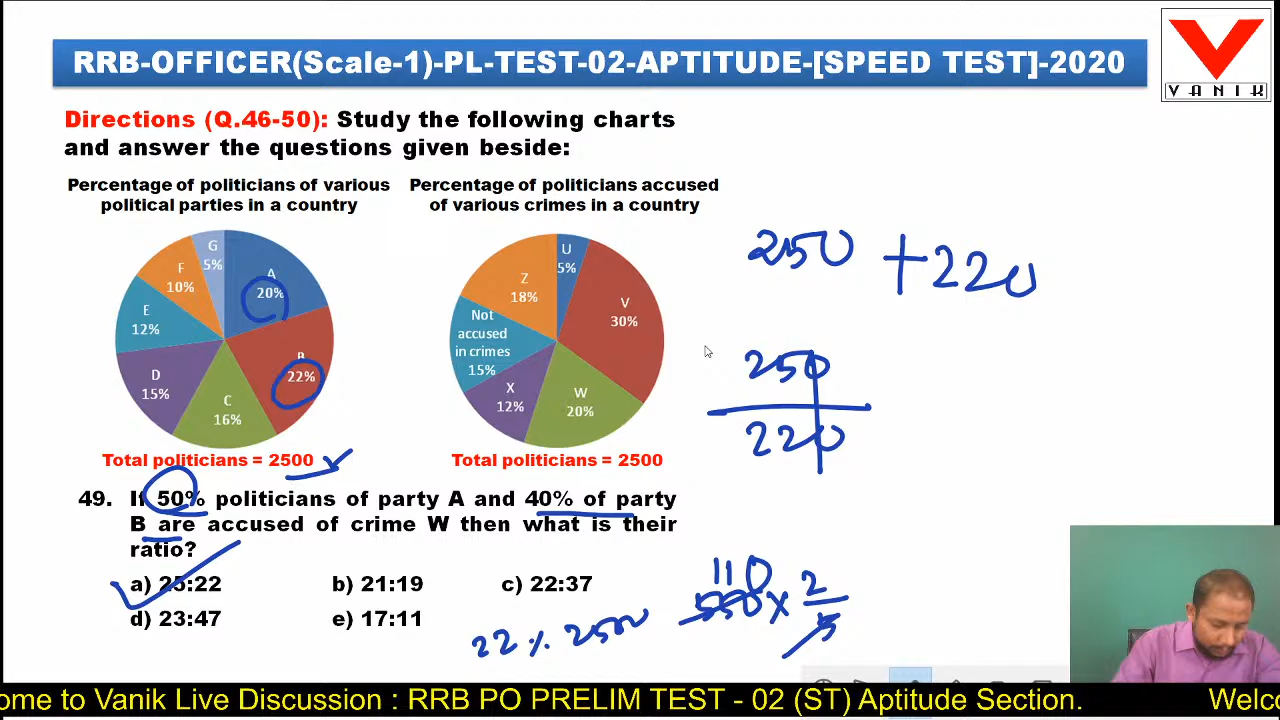 RRB-OFFICER(Scale-1)-PL-TEST-02-APTITUDE-[SPEED TEST]-2020
VANIK
Directions (Q.46-50): Study the following charts
and answer the questions given beside:
Percentage of politicians of various
political parties in a country
G
5%
A
20%
F
10%
E
12%
B
22%
D
15%
C
16%
Total politicians = 2500
Percentage of politicians accused
of various crimes in a country
U
5%
Z
18%
V
30%
Not
accused
in crimes
15%
X
12%
W
20%
Total politicians = 2500
250 + 220
250
220
49. If 50% politicians of party A and 40% of party
B are accused of crime W then what is their
ratio?
a) 25:22 b) 21:19 c) 22:37
d) 23:47 e) 17:11
22 % 2500
110
550 x 2
5
ome to Vanik Live Discussion : RRB PO PRELIM TEST - 02 (ST) Aptitude Section. Welco